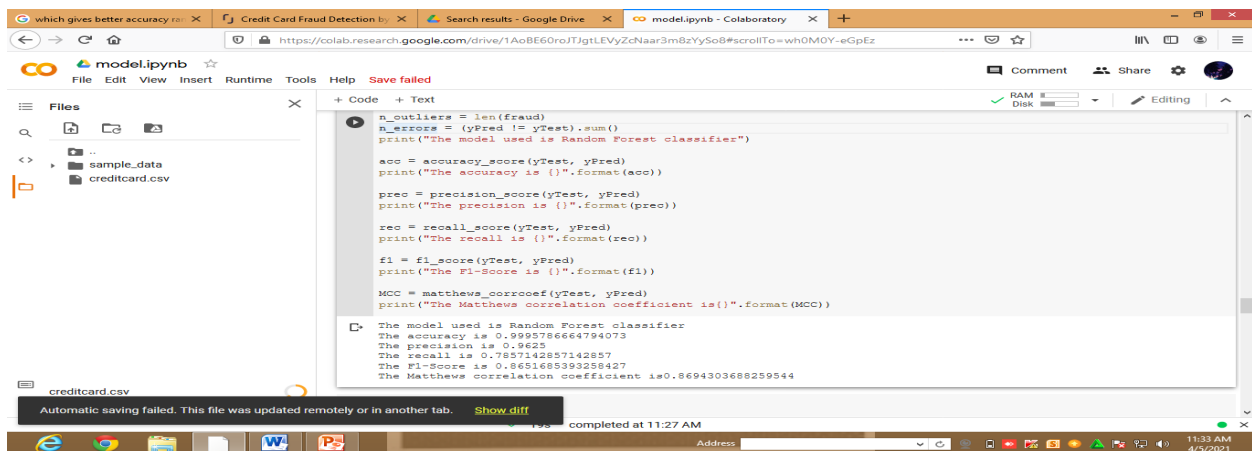 which gives better accuracy ra
Credit Card Fraud Detection by
Search results - Google Drive
model.ipynb - Colaboratory
https://colab.research.google.com/drive/1AoBE60roJTJgtLEVyZcNaar3m8zYySo8#scrollTo=wh0M0Y-eGpEz
model.ipynb
Comment
Share
File Edit View Insert Runtime Tools Help Save failed
Files
+ Code + Text
RAM
Disk
Editing
..
sample_data
creditcard.csv
n_outliers = len(fraud)
n_errors = (yPred != yTest).sum()
print("The model used is Random Forest classifier")
acc = accuracy_score(yTest, yPred)
print("The accuracy is {}".format(acc))
prec = precision_score(yTest, yPred)
print("The precision is {}".format(prec))
rec = recall_score(yTest, yPred)
print("The recall is {}".format(rec))
f1 = f1_score(yTest, yPred)
print("The F1-Score is {}".format(f1))
MCC = matthews_corrcoef(yTest, yPred)
print("The Matthews correlation coefficient is{}".format(MCC))
The model used is Random Forest classifier
The accuracy is 0.9995786664794073
The precision is 0.9625
The recall is 0.7857142857142857
The F1-Score is 0.8651685393258427
The Matthews correlation coefficient is0.8694303688259544
creditcard.csv
Automatic saving failed. This file was updated remotely or in another tab. Show diff
completed at 11:27 AM
Address
11:33 AM
4/5/2021